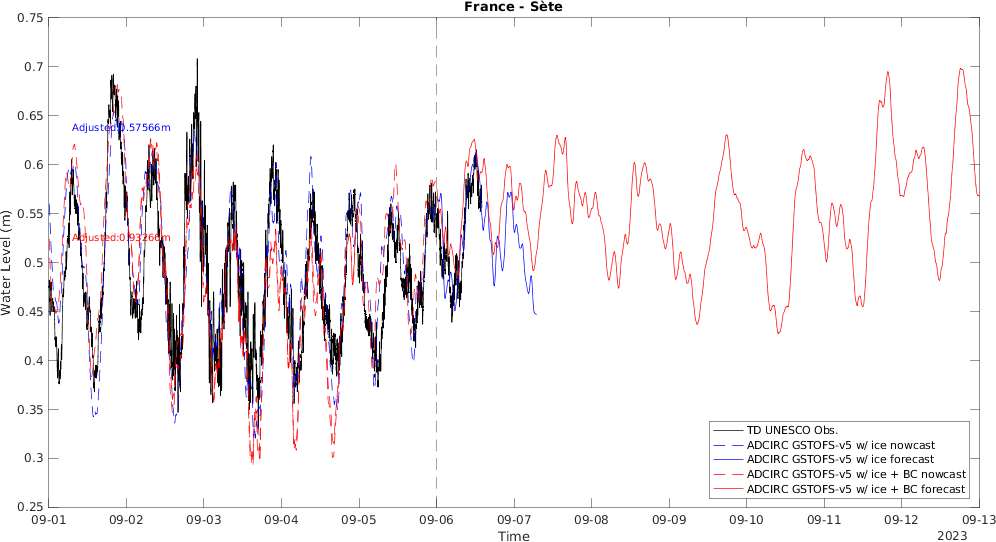 France - Sète
0.75
0.7
0.65
0.6
0.55
0.5
0.45
0.4
0.35
0.3
0.25
Water Level (m)
Adjusted:0.57566m
Adjusted:0.93266m
TD UNESCO Obs.
ADCIRC GSTOFS-v5 w/ ice nowcast
ADCIRC GSTOFS-v5 w/ ice forecast
ADCIRC GSTOFS-v5 w/ ice + BC nowcast
ADCIRC GSTOFS-v5 w/ ice + BC forecast
09-01 09-02 09-03 09-04 09-05 09-06 09-07 09-08 09-09 09-10 09-11 09-12 09-13
Time
2023